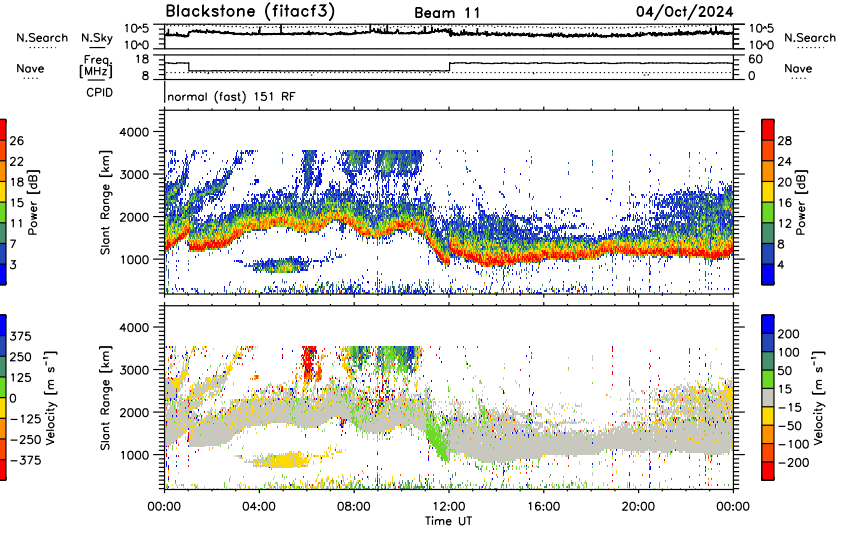 Blackstone (fitacf3) Beam 11 04/Oct/2024
N.Search N.Sky 10^5 10^0 10^5 10^0 N.Search
Nave Freq. [MHz] 18 8 60 0 Nave
CPID normal (fast) 151 RF
26 22 18 15 11 7 3 Power [dB]
Slant Range [km] 4000 3000 2000 1000
28 24 20 16 12 8 4 Power [dB]
375 250 125 0 −125 −250 −375 Velocity [m s⁻¹]
Slant Range [km] 4000 3000 2000 1000
200 100 50 15 −15 −50 −100 −200 Velocity [m s⁻¹]
00:00 04:00 08:00 12:00 16:00 20:00 00:00
Time UT